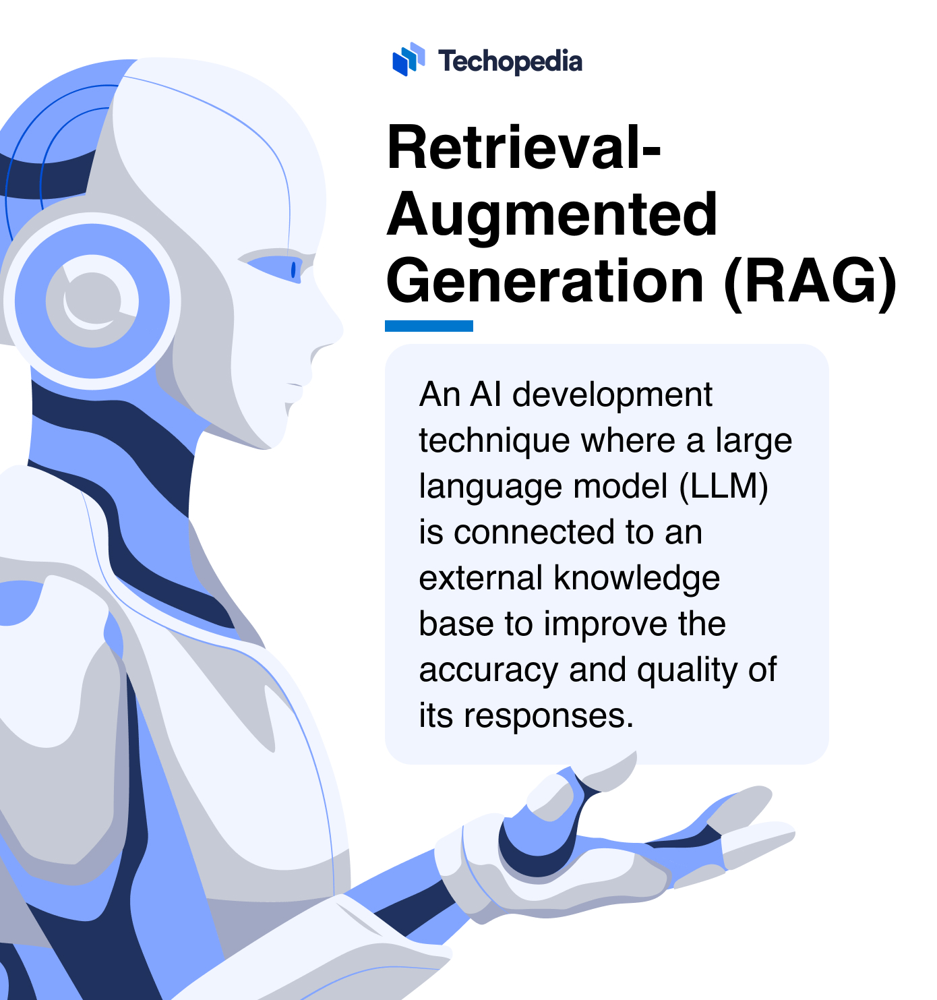 Techopedia
Retrieval-
Augmented
Generation (RAG)
An AI development
technique where a large
language model (LLM)
is connected to an
external knowledge
base to improve the
accuracy and quality of
its responses.